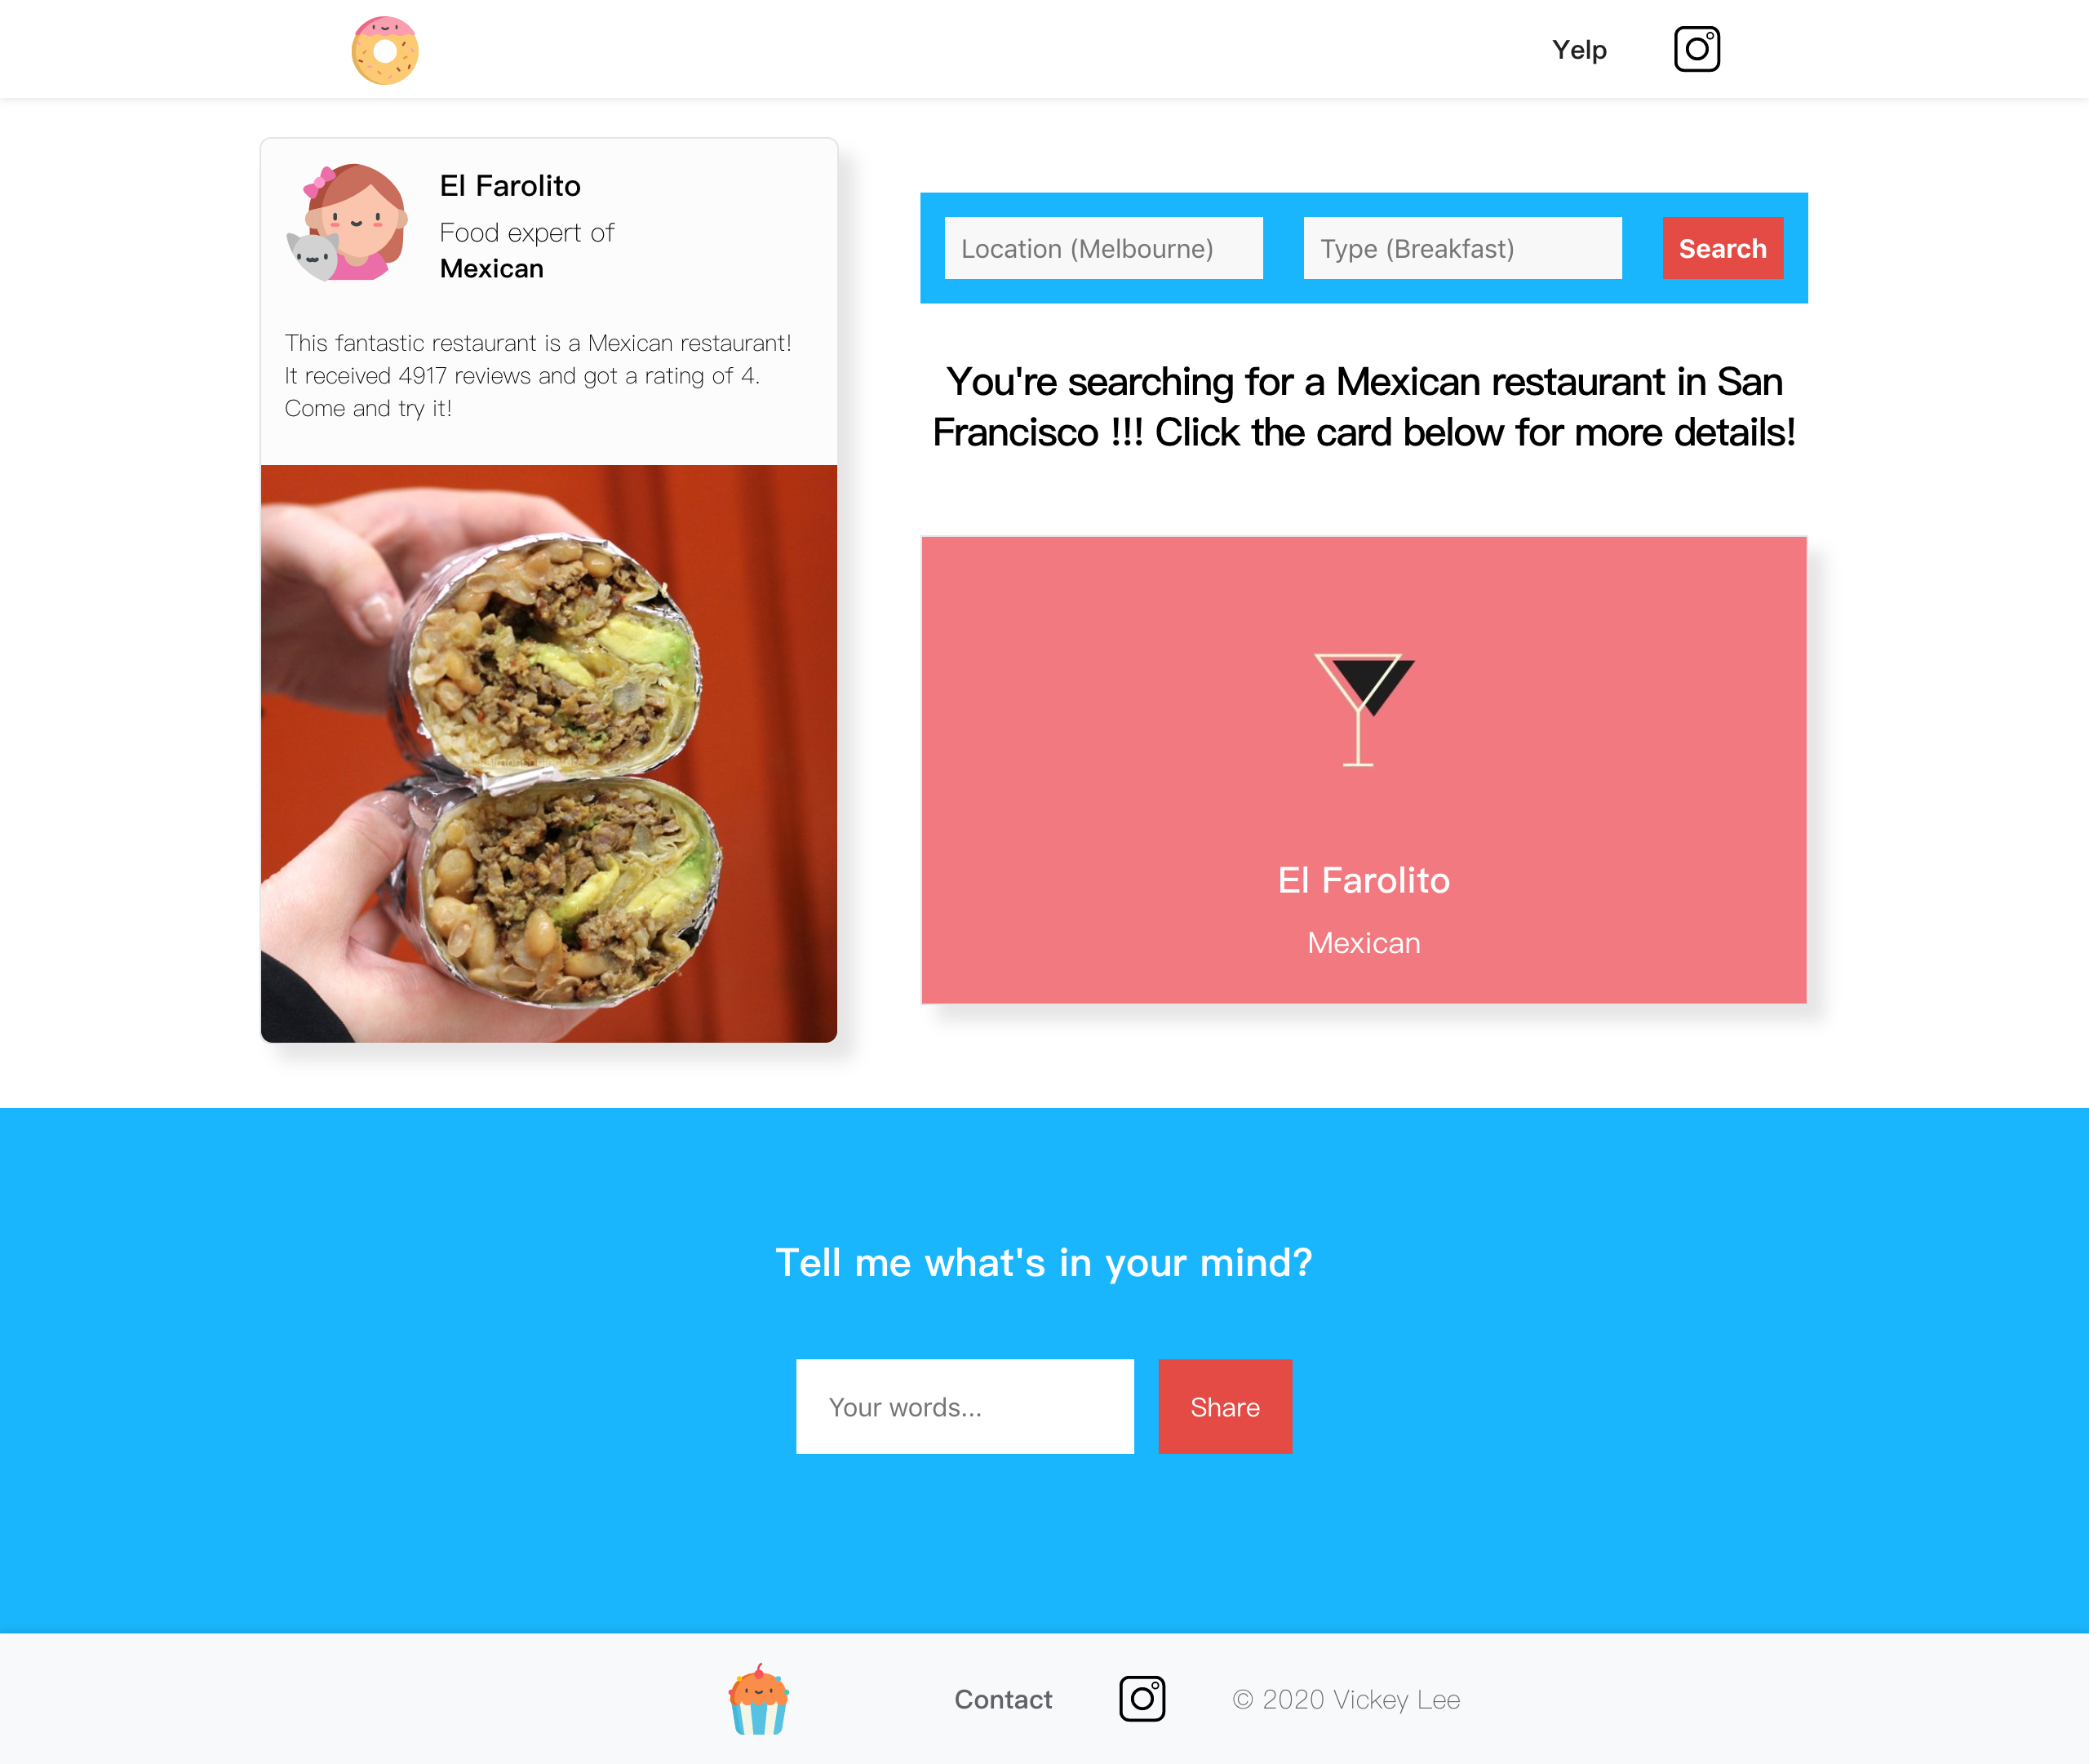 Yelp
El Farolito
Food expert of
Mexican
This fantastic restaurant is a Mexican restaurant!
It received 4917 reviews and got a rating of 4.
Come and try it!
Location (Melbourne)
Type (Breakfast)
Search
You're searching for a Mexican restaurant in San
Francisco !!! Click the card below for more details!
El Farolito
Mexican
Tell me what's in your mind?
Your words...
Share
Contact
© 2020 Vickey Lee